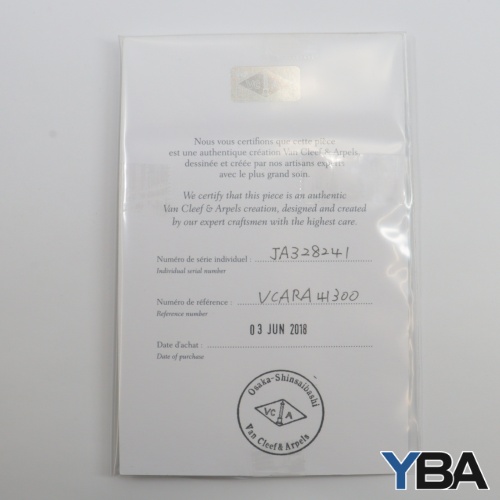 Nous vous certifions que cette pièce
est une authentique création Van Cleef & Arpels,
dessinée et créée par nos artisans experts
avec le plus grand soin.
We certify that this piece is an authentic
Van Cleef & Arpels creation, designed and created
by our expert craftsmen with the highest care.
Numéro de série individuel : JA328241
Individual serial number
Numéro de référence : VCARA41300
Reference number
03 JUN 2018
Date d'achat :
Date of purchase
Osaka-Shinsaibashi
VC A
Van Cleef & Arpels
YBA